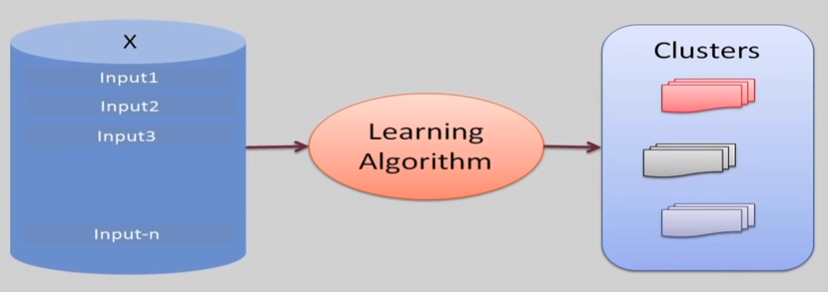 X
Input1
Input2
Input3
Input-n
Learning
Algorithm
Clusters